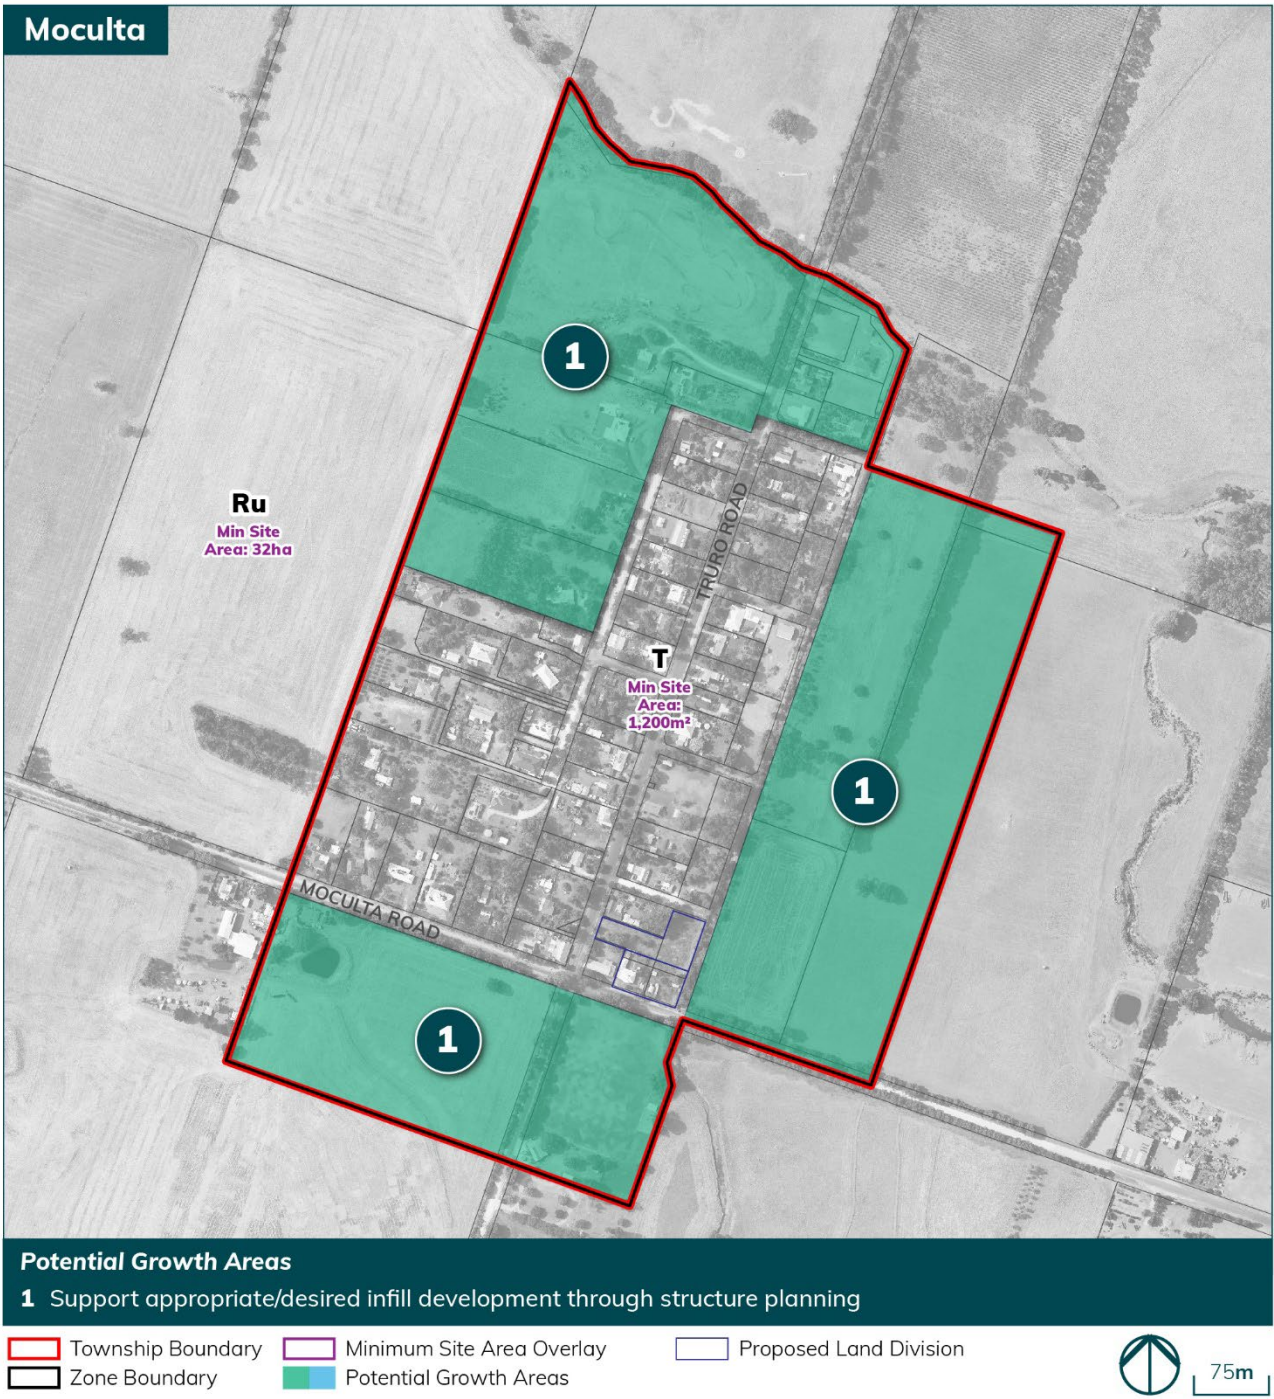 Moculta
1
Ru
Min Site
Area: 32ha
TRURO ROAD
T
Min Site
Area:
1,200m²
1
MOCULTA ROAD
1
Potential Growth Areas
1 Support appropriate/desired infill development through structure planning
Township Boundary
Minimum Site Area Overlay
Proposed Land Division
Zone Boundary
Potential Growth Areas
75m